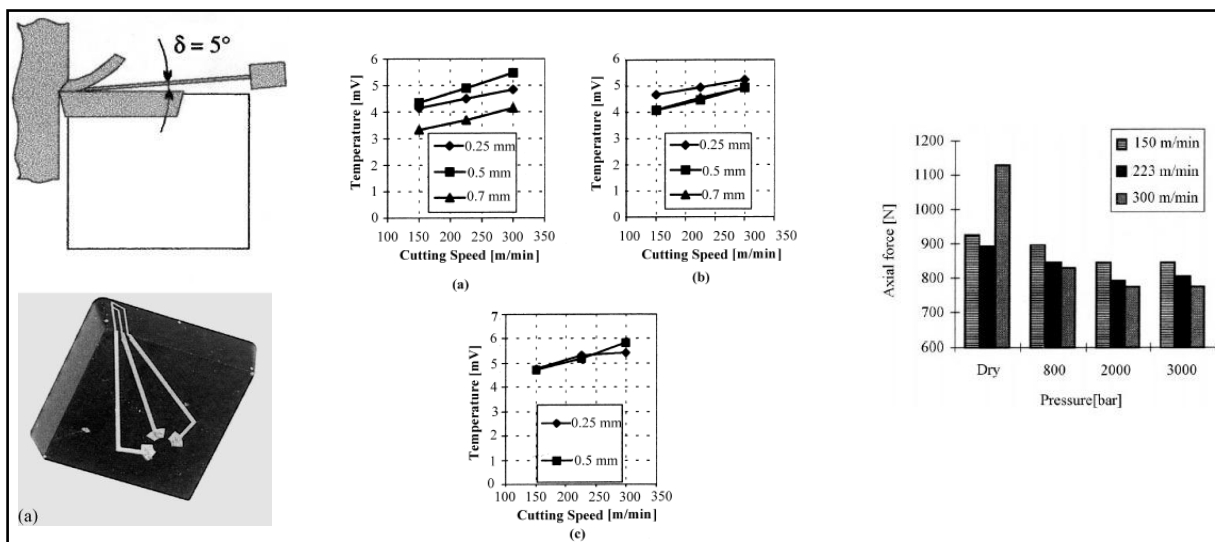 δ = 5°
(a)
6
5
4
3
2
1
0
Temperature [mV]
0.25 mm
0.5 mm
0.7 mm
100 150 200 250 300 350
Cutting Speed [m/min]
(a)
6
5
4
3
2
1
0
Temperature [mV]
0.25 mm
0.5 mm
0.7 mm
100 150 200 250 300 350
Cutting Speed [m/min]
(b)
7
6
5
4
3
2
1
0
Temperature [mV]
0.25 mm
0.5 mm
100 150 200 250 300 350
Cutting Speed [m/min]
(c)
1200
1100
1000
900
800
700
600
Axial force [N]
150 m/min
223 m/min
300 m/min
Dry 800 2000 3000
Pressure[bar]